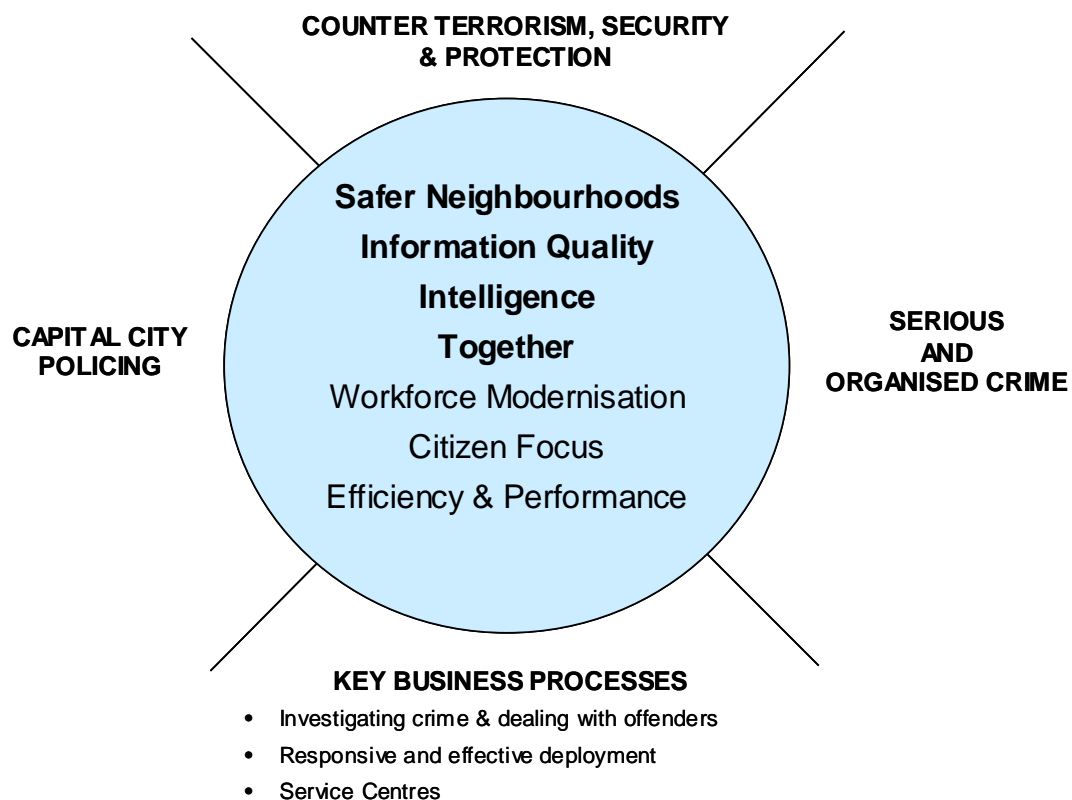 COUNTER TERRORISM, SECURITY
& PROTECTION
Safer Neighbourhoods
Information Quality
Intelligence
Together
Workforce Modernisation
Citizen Focus
Efficiency & Performance
CAPITAL CITY
POLICING
SERIOUS
AND
ORGANISED CRIME
KEY BUSINESS PROCESSES
• Investigating crime & dealing with offenders
• Responsive and effective deployment
• Service Centres